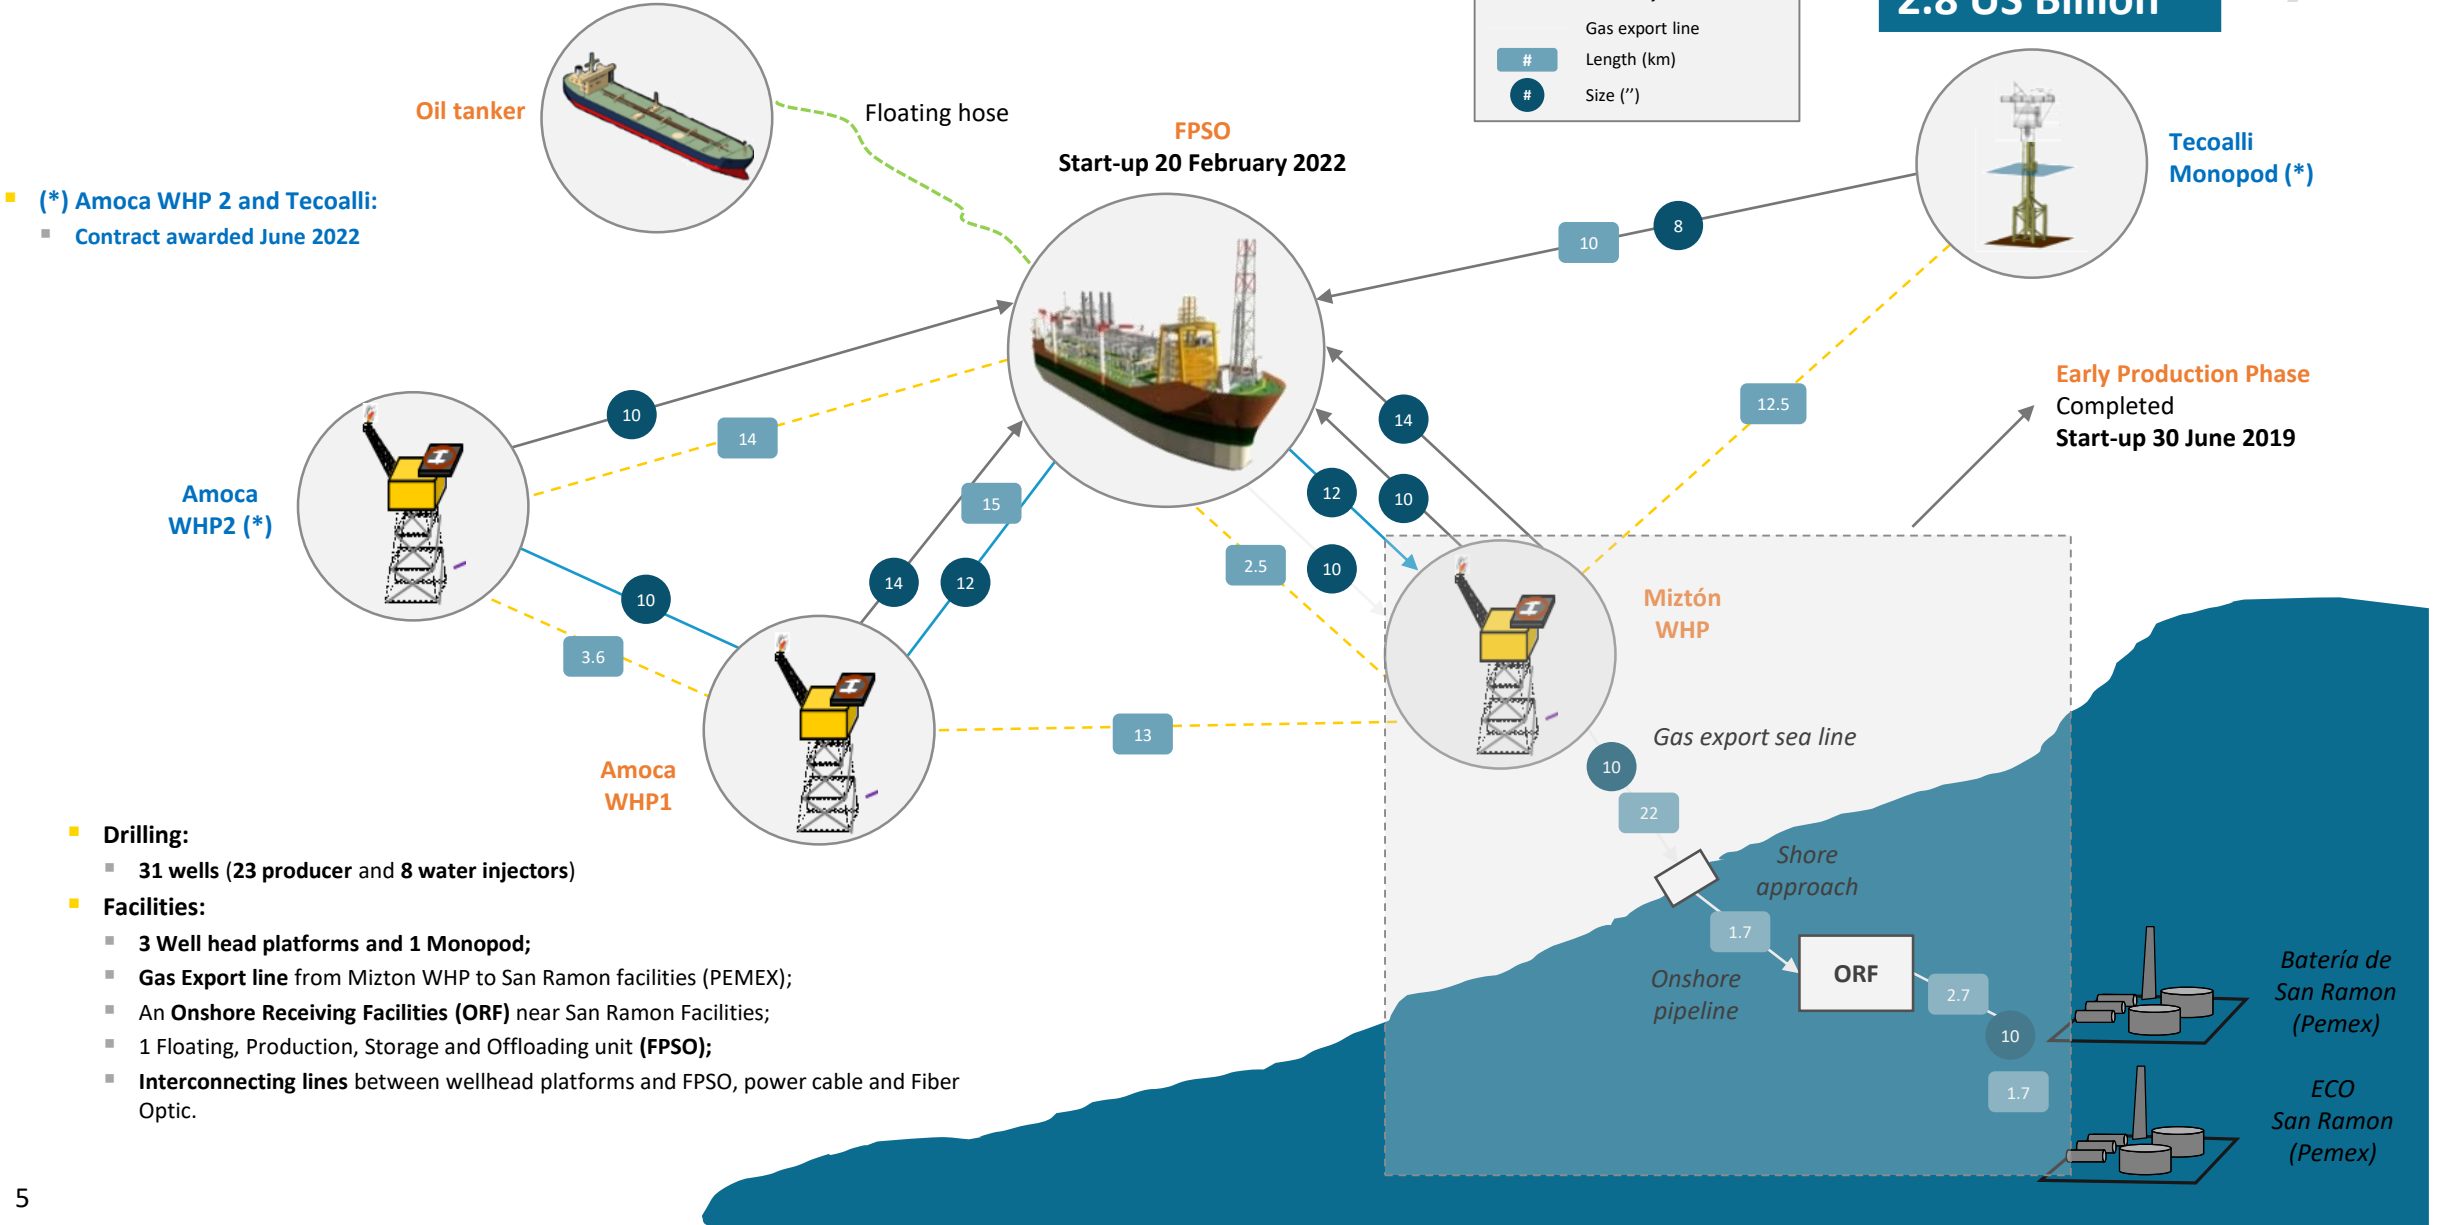 2.8 US Billion
Gas export line
# Length (km)
# Size (’’)
Oil tanker
Floating hose
FPSO
Start-up 20 February 2022
Tecoalli
Monopod (*)
(*) Amoca WHP 2 and Tecoalli:
Contract awarded June 2022
10
8
10
14
12.5
14
Early Production Phase
Completed
Start-up 30 June 2019
Amoca
WHP2 (*)
15
12
10
14
12
2.5
10
10
3.6
Miztón
WHP
13
Gas export sea line
10
Amoca
WHP1
22
Drilling:
31 wells (23 producer and 8 water injectors)
Facilities:
3 Well head platforms and 1 Monopod;
Gas Export line from Mizton WHP to San Ramon facilities (PEMEX);
An Onshore Receiving Facilities (ORF) near San Ramon Facilities;
1 Floating, Production, Storage and Offloading unit (FPSO);
Interconnecting lines between wellhead platforms and FPSO, power cable and Fiber
Optic.
Shore
approach
1.7
Onshore
pipeline
ORF
2.7
10
1.7
Batería de
San Ramon
(Pemex)
ECO
San Ramon
(Pemex)
5